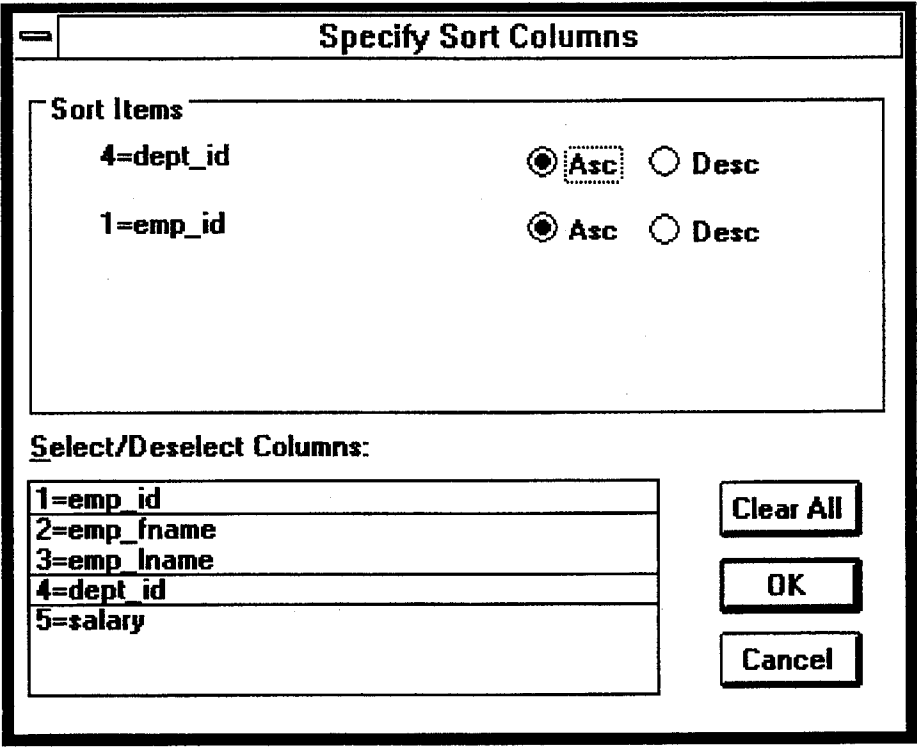 Specify Sort Columns
Sort Items
4=dept_id Asc Desc
1=emp_id Asc Desc
Select/Deselect Columns:
1=emp_id
2=emp_fname
3=emp_lname
4=dept_id
5=salary
Clear All
OK
Cancel